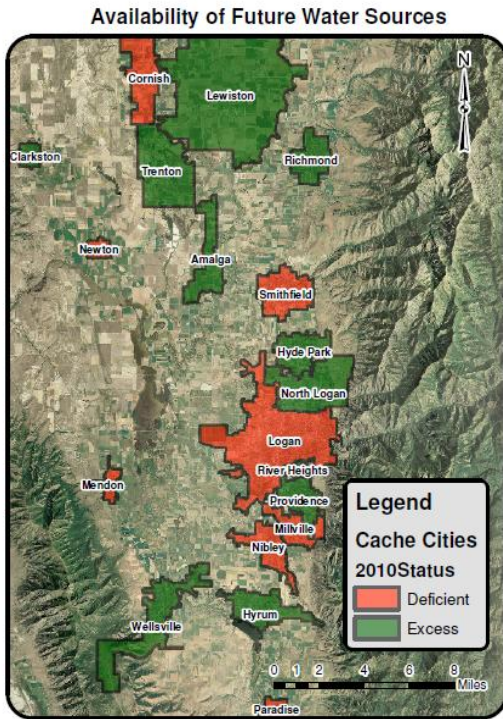 Availability of Future Water Sources
N
Cornish
Lewiston
Clarkston
Trenton
Richmond
Newton
Amalga
Smithfield
Hyde Park
North Logan
Logan
River Heights
Mendon
Providence
Millville
Nibley
Wellsville
Hyrum
Paradise
Legend
Cache Cities
2010Status
Deficient
Excess
0 1 2 4 6 8
Miles